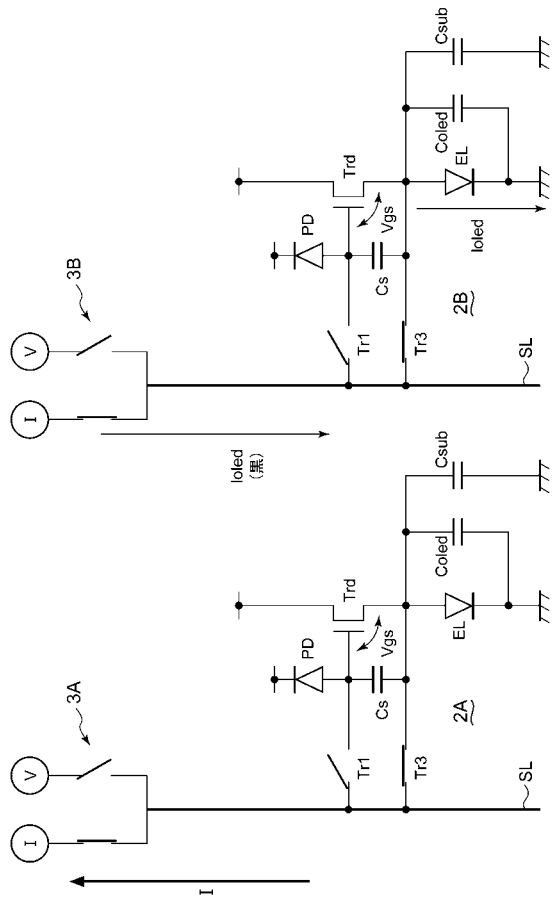 I
V
3A
I
PD
Trd
Tr1
Cs
Vgs
Tr3
Coled
Csub
EL
2A
SL
I
V
3B
Ioled
(黒)
PD
Trd
Tr1
Cs
Vgs
Tr3
Coled
Csub
EL
Ioled
2B
SL